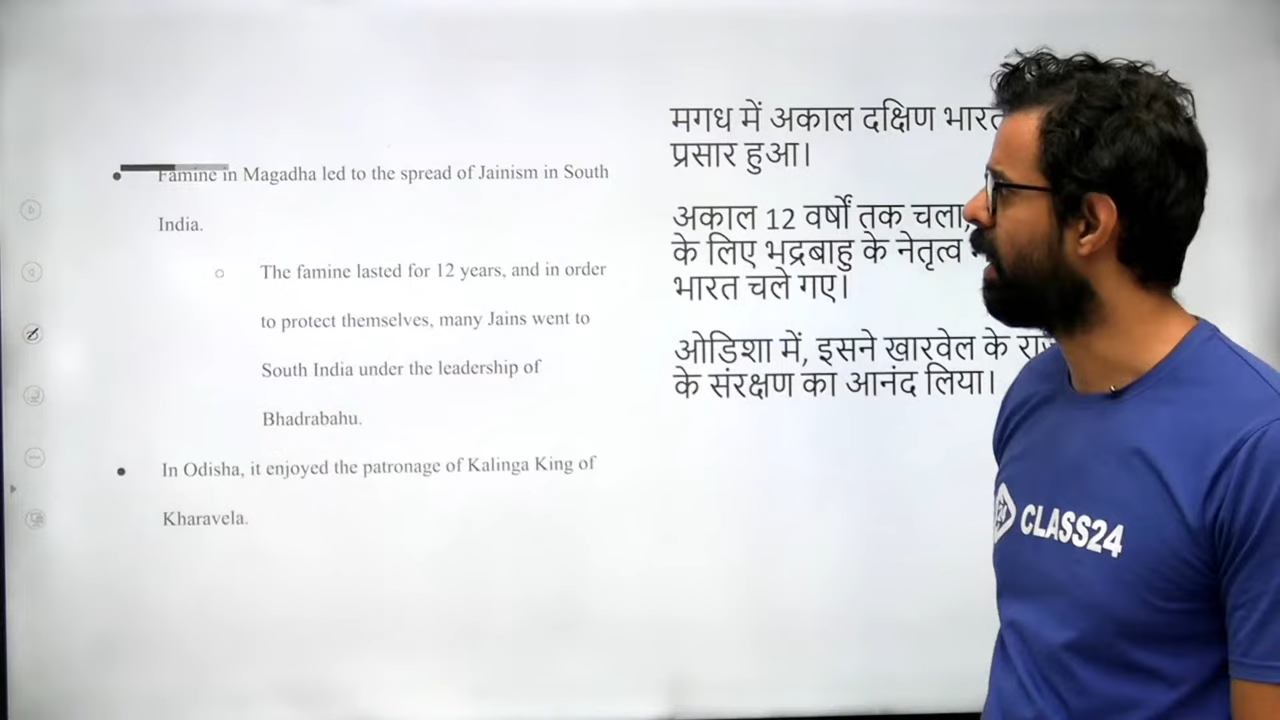 Famine in Magadha led to the spread of Jainism in South
India.
The famine lasted for 12 years, and in order
to protect themselves, many Jains went to
South India under the leadership of
Bhadrabahu.
In Odisha, it enjoyed the patronage of Kalinga King of
Kharavela.
मगध में अकाल दक्षिण भारत
प्रसार हुआ।
अकाल 12 वर्षों तक चला,
के लिए भद्रबाहु के नेतृत्व
भारत चले गए।
ओडिशा में, इसने खारवेल के
के संरक्षण का आनंद लिया।
24 CLASS24